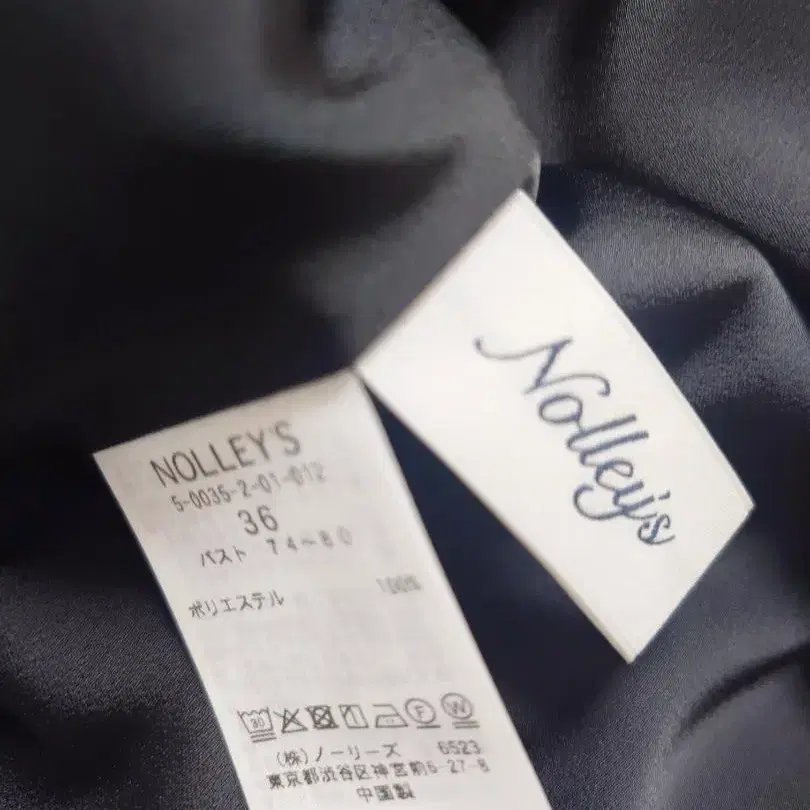 NOLLEY'S
5-0035-2-01-012
36
バスト 74~80
ポリエステル 100%
(株)ノーリーズ 6523
東京都渋谷区神宮前5-27-8
中国製
Nolley's